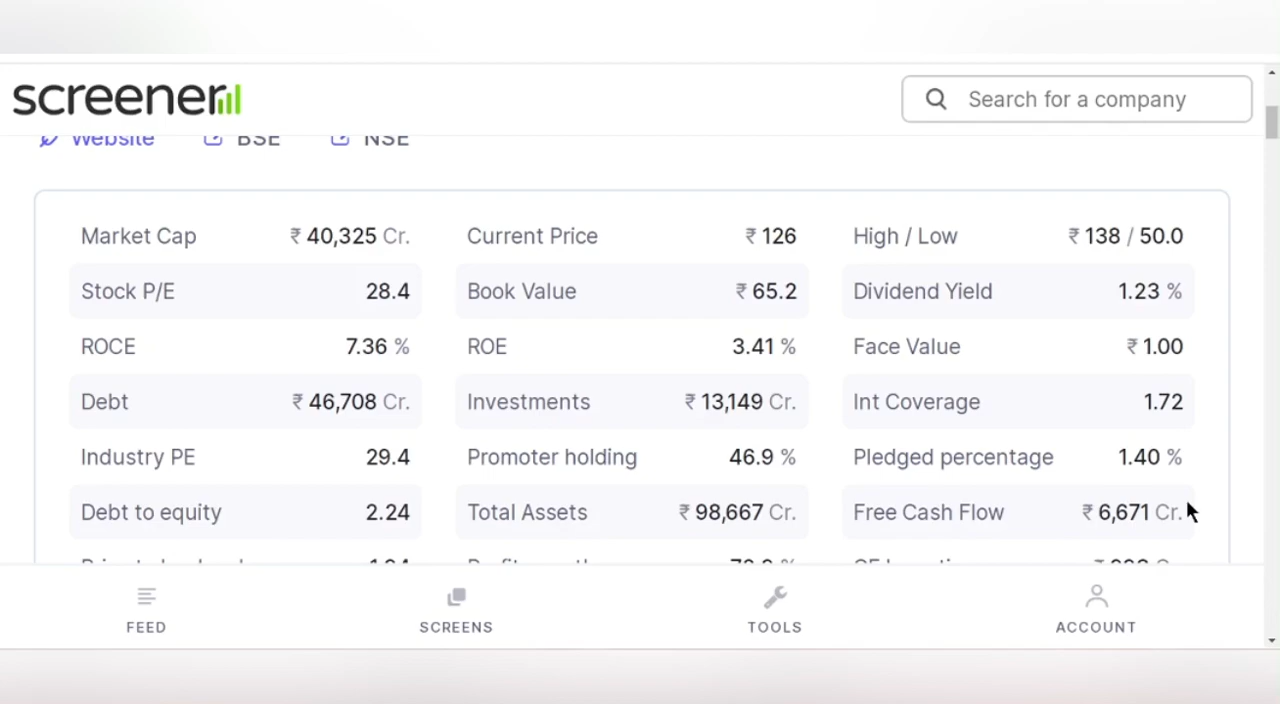 screener
Search for a company
Website BSE NSE
Market Cap ₹ 40,325 Cr. Current Price ₹ 126 High / Low ₹ 138 / 50.0
Stock P/E 28.4 Book Value ₹ 65.2 Dividend Yield 1.23 %
ROCE 7.36 % ROE 3.41 % Face Value ₹ 1.00
Debt ₹ 46,708 Cr. Investments ₹ 13,149 Cr. Int Coverage 1.72
Industry PE 29.4 Promoter holding 46.9 % Pledged percentage 1.40 %
Debt to equity 2.24 Total Assets ₹ 98,667 Cr. Free Cash Flow ₹ 6,671 Cr.
FEED SCREENS TOOLS ACCOUNT